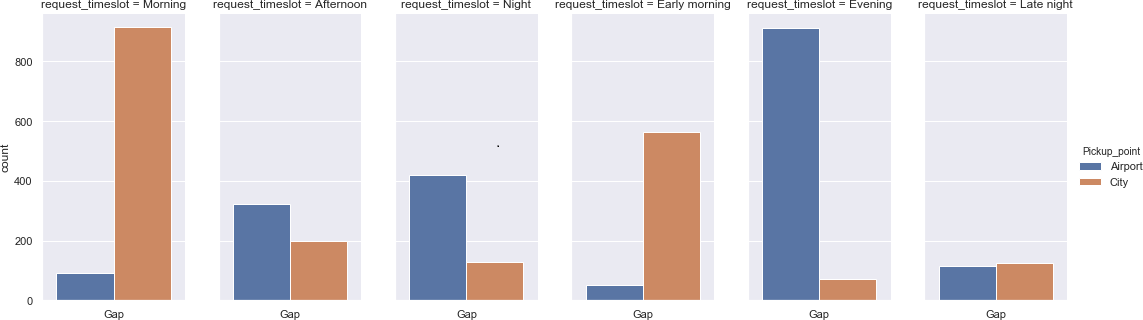 request_timeslot = Morning
request_timeslot = Afternoon
request_timeslot = Night
request_timeslot = Early morning
request_timeslot = Evening
request_timeslot = Late night
800
600
400
200
0
count
Gap
Gap
Gap
Gap
Gap
Gap
Pickup_point
Airport
City